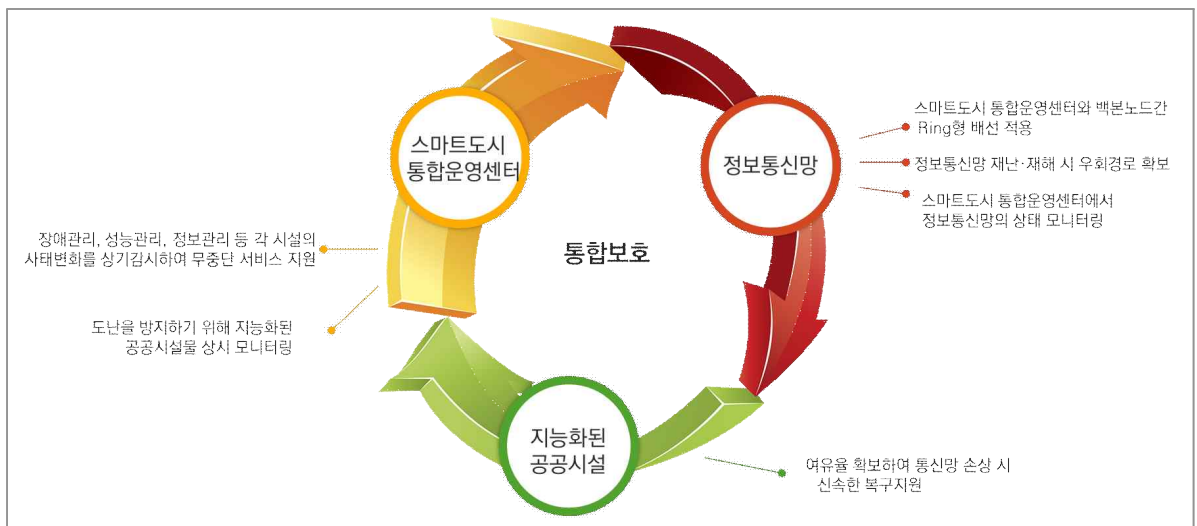 스마트도시
통합운영센터
정보통신망
스마트도시 통합운영센터와 백본노드간
Ring형 배선 적용
정보통신망 재난·재해 시 우회경로 확보
스마트도시 통합운영센터에서
정보통신망의 상태 모니터링
통합보호
장애관리, 성능관리, 정보관리 등 각 시설의
사태변화를 상기감시하여 무중단 서비스 지원
도난을 방지하기 위해 지능화된
공공시설물 상시 모니터링
지능화된
공공시설
여유율 확보하여 통신망 손상 시
신속한 복구지원